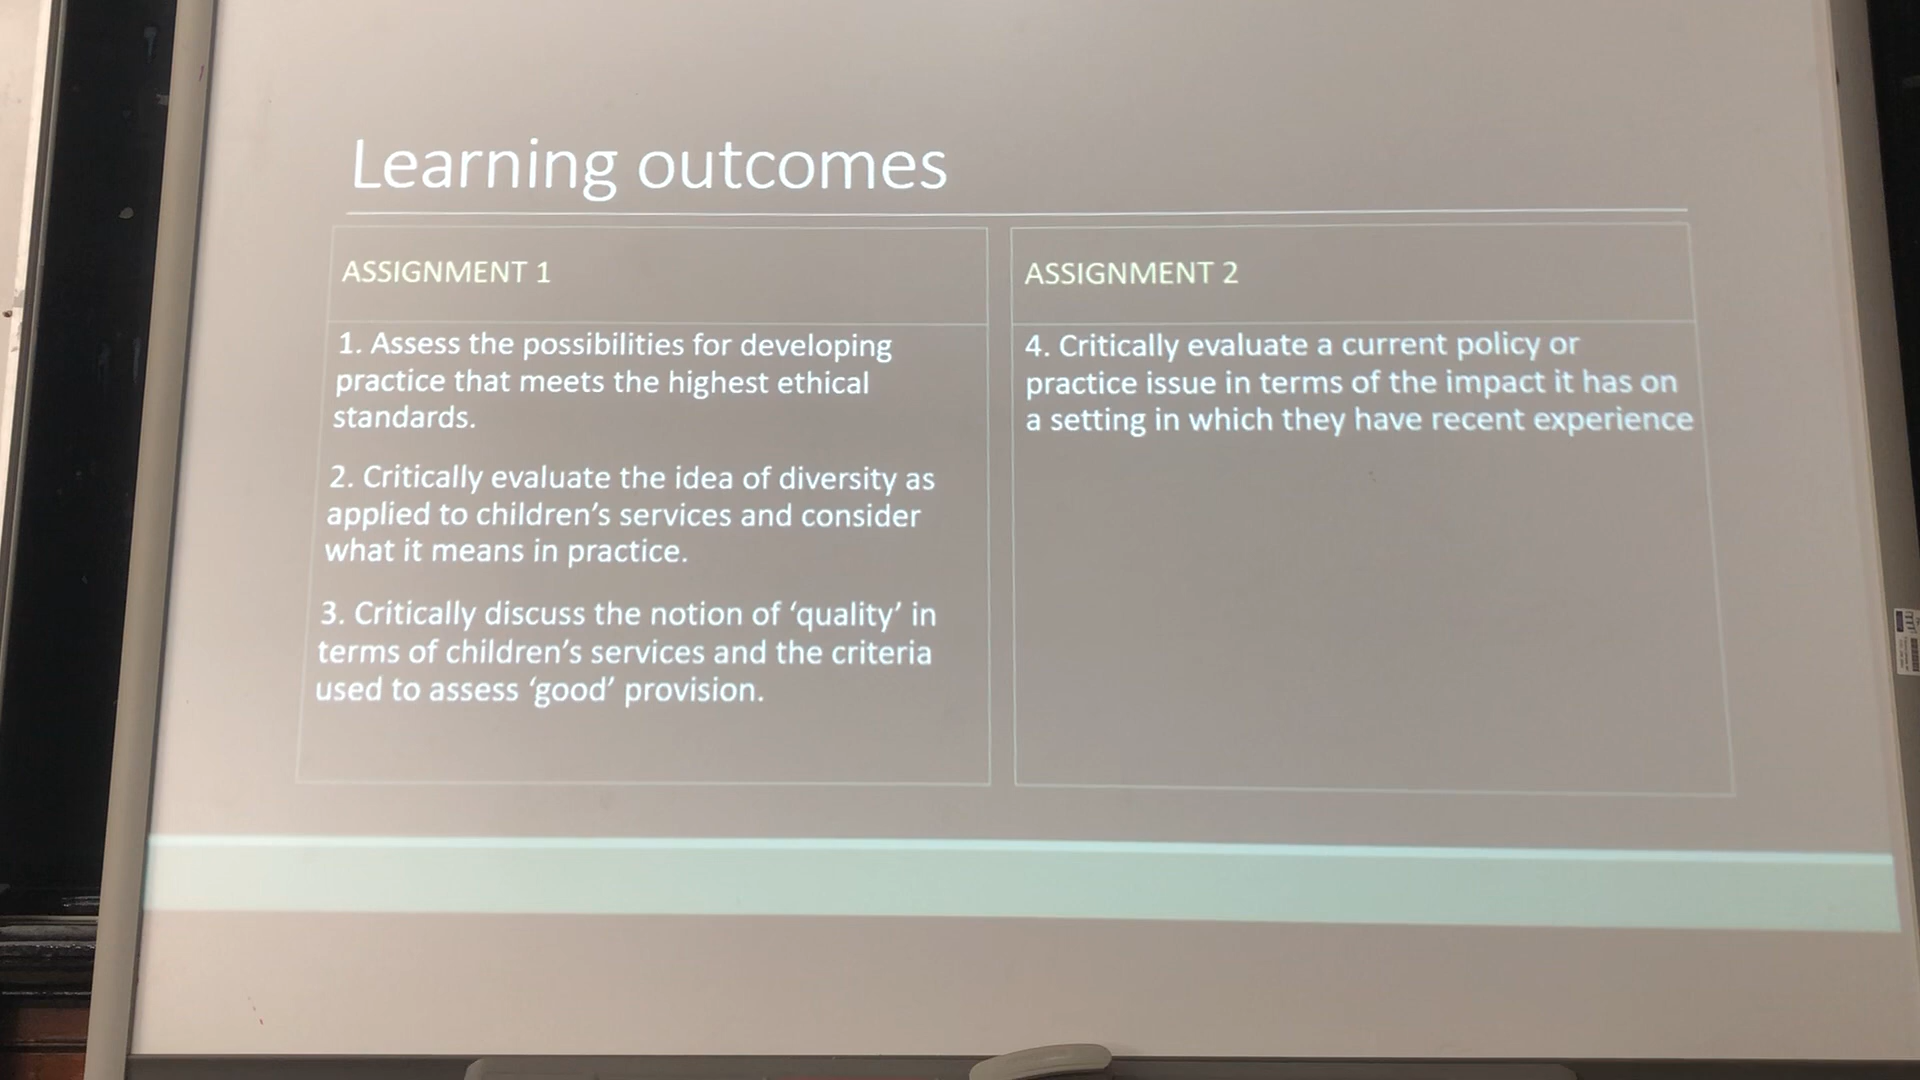 Learning outcomes
ASSIGNMENT 1
1. Assess the possibilities for developing
practice that meets the highest ethical
standards.
2. Critically evaluate the idea of diversity as
applied to children’s services and consider
what it means in practice.
3. Critically discuss the notion of ‘quality’ in
terms of children’s services and the criteria
used to assess ‘good’ provision.
ASSIGNMENT 2
4. Critically evaluate a current policy or
practice issue in terms of the impact it has on
a setting in which they have recent experience